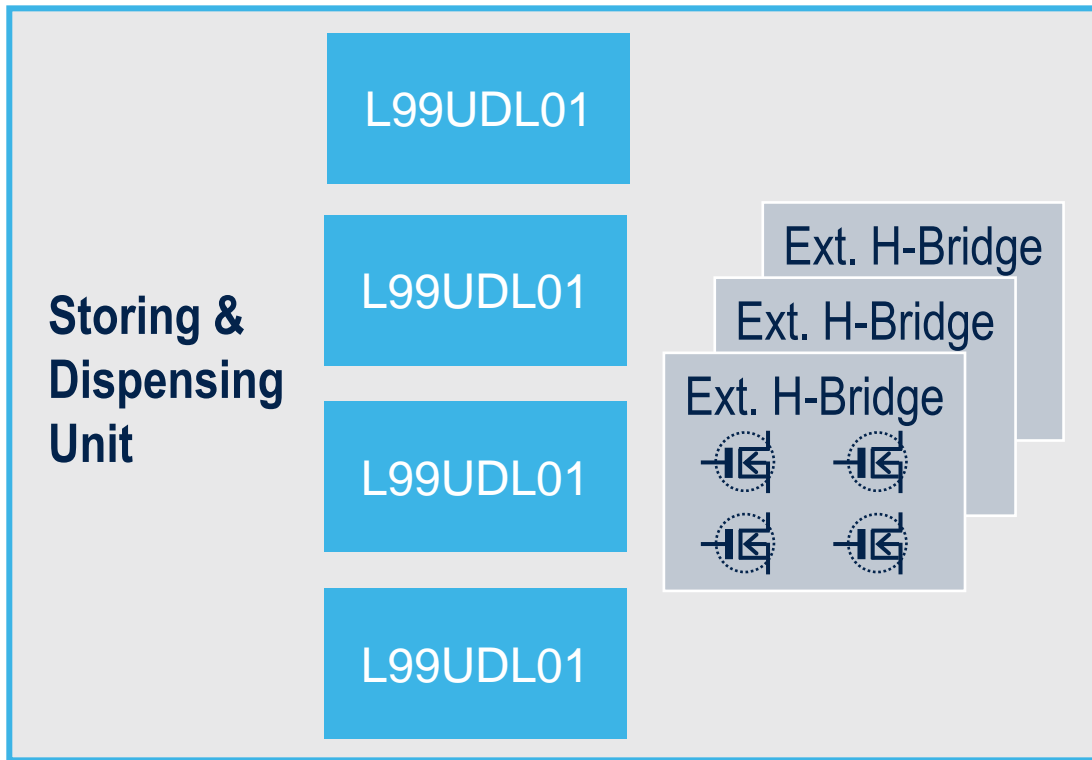 L99UDL01
L99UDL01
L99UDL01
L99UDL01
Storing &
Dispensing
Unit
Ext. H-Bridge
Ext. H-Bridge
Ext. H-Bridge